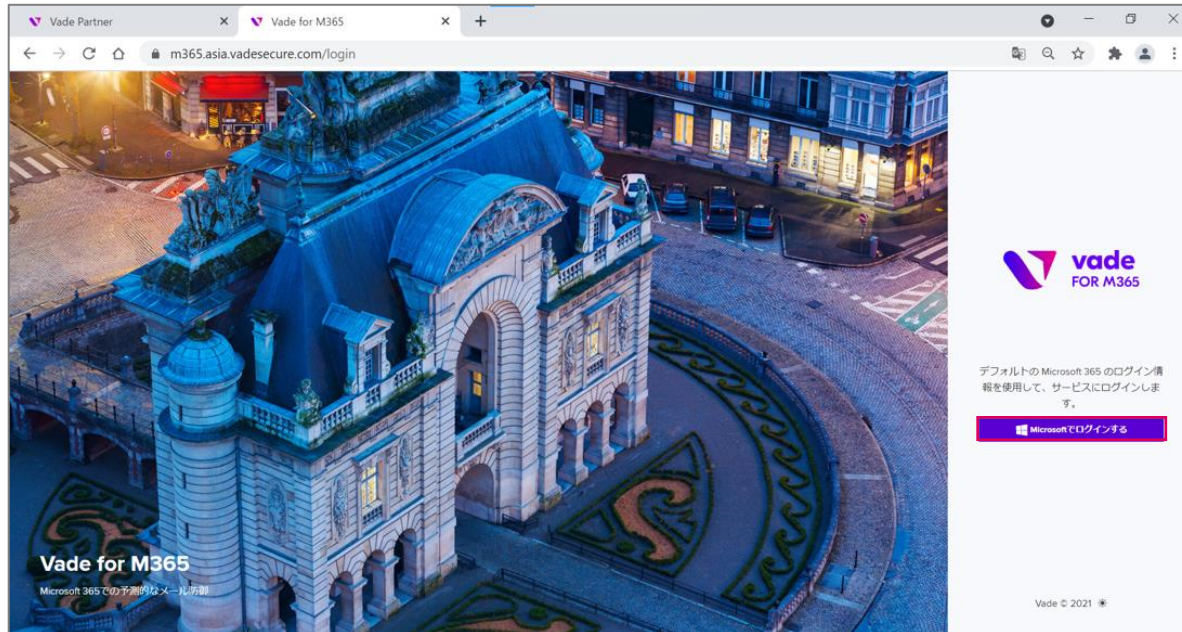 Vade Partner
Vade for M365
m365.asia.vadesecure.com/login
vade
FOR M365
デフォルトの Microsoft 365 のログイン情
報を使用して、サービスにログインしま
す。
Microsoftでログインする
Vade for M365
Microsoft 365での予測的なメール防御
Vade © 2021